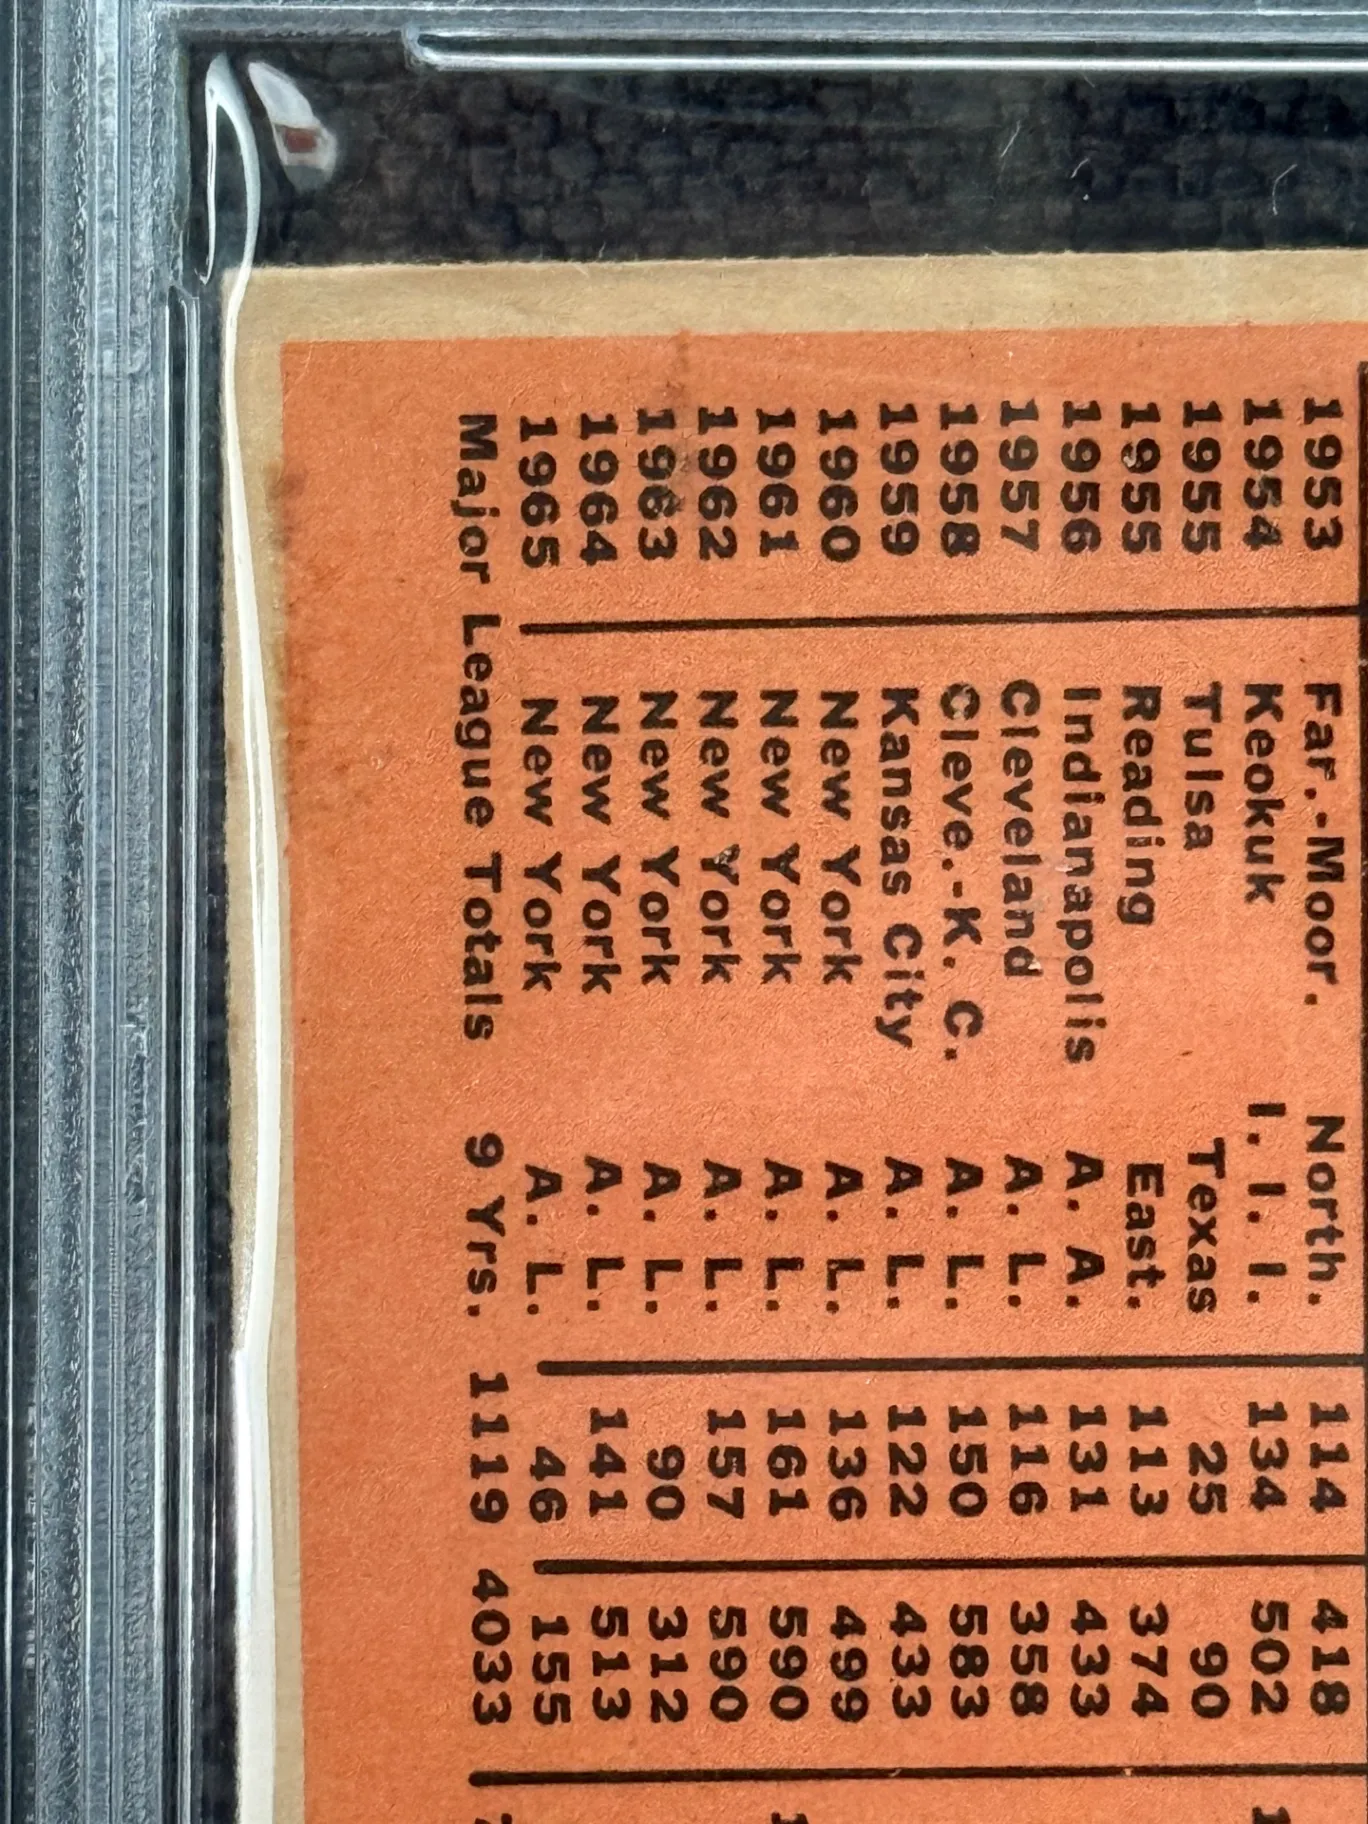 1953 Far.-Moor. North. 114 418
1954 Keokuk I. I. I. 134 502 1
1955 Tulsa Texas 25 90
1955 Reading East. 113 374
1956 Indianapolis A. A. 131 433
1957 Cleveland A. L. 116 358
1958 Cleve.-K. C. A. L. 150 583
1959 Kansas City A. L. 122 433
1960 New York A. L. 136 499
1961 New York A. L. 161 590 1
1962 New York A. L. 157 590
1963 New York A. L. 90 312
1964 New York A. L. 141 513
1965 New York A. L. 46 155
Major League Totals 9 Yrs. 1119 4033